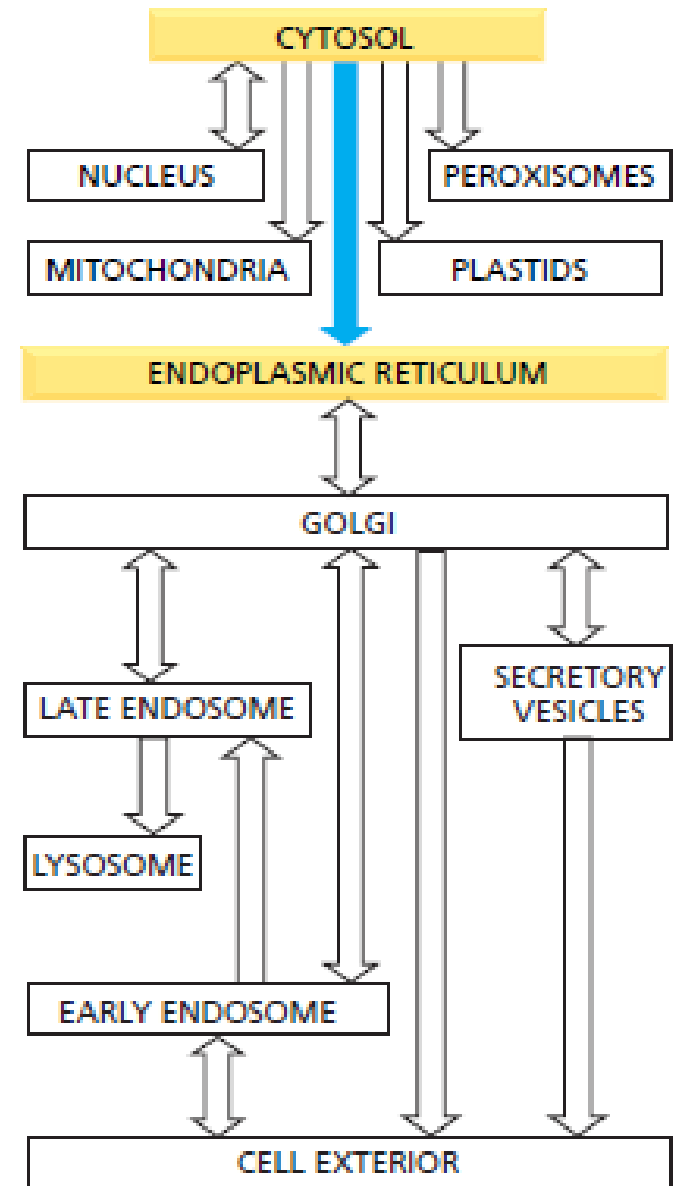 CYTOSOL
NUCLEUS
PEROXISOMES
MITOCHONDRIA
PLASTIDS
ENDOPLASMIC RETICULUM
GOLGI
SECRETORY
VESICLES
LATE ENDOSOME
LYSOSOME
EARLY ENDOSOME
CELL EXTERIOR